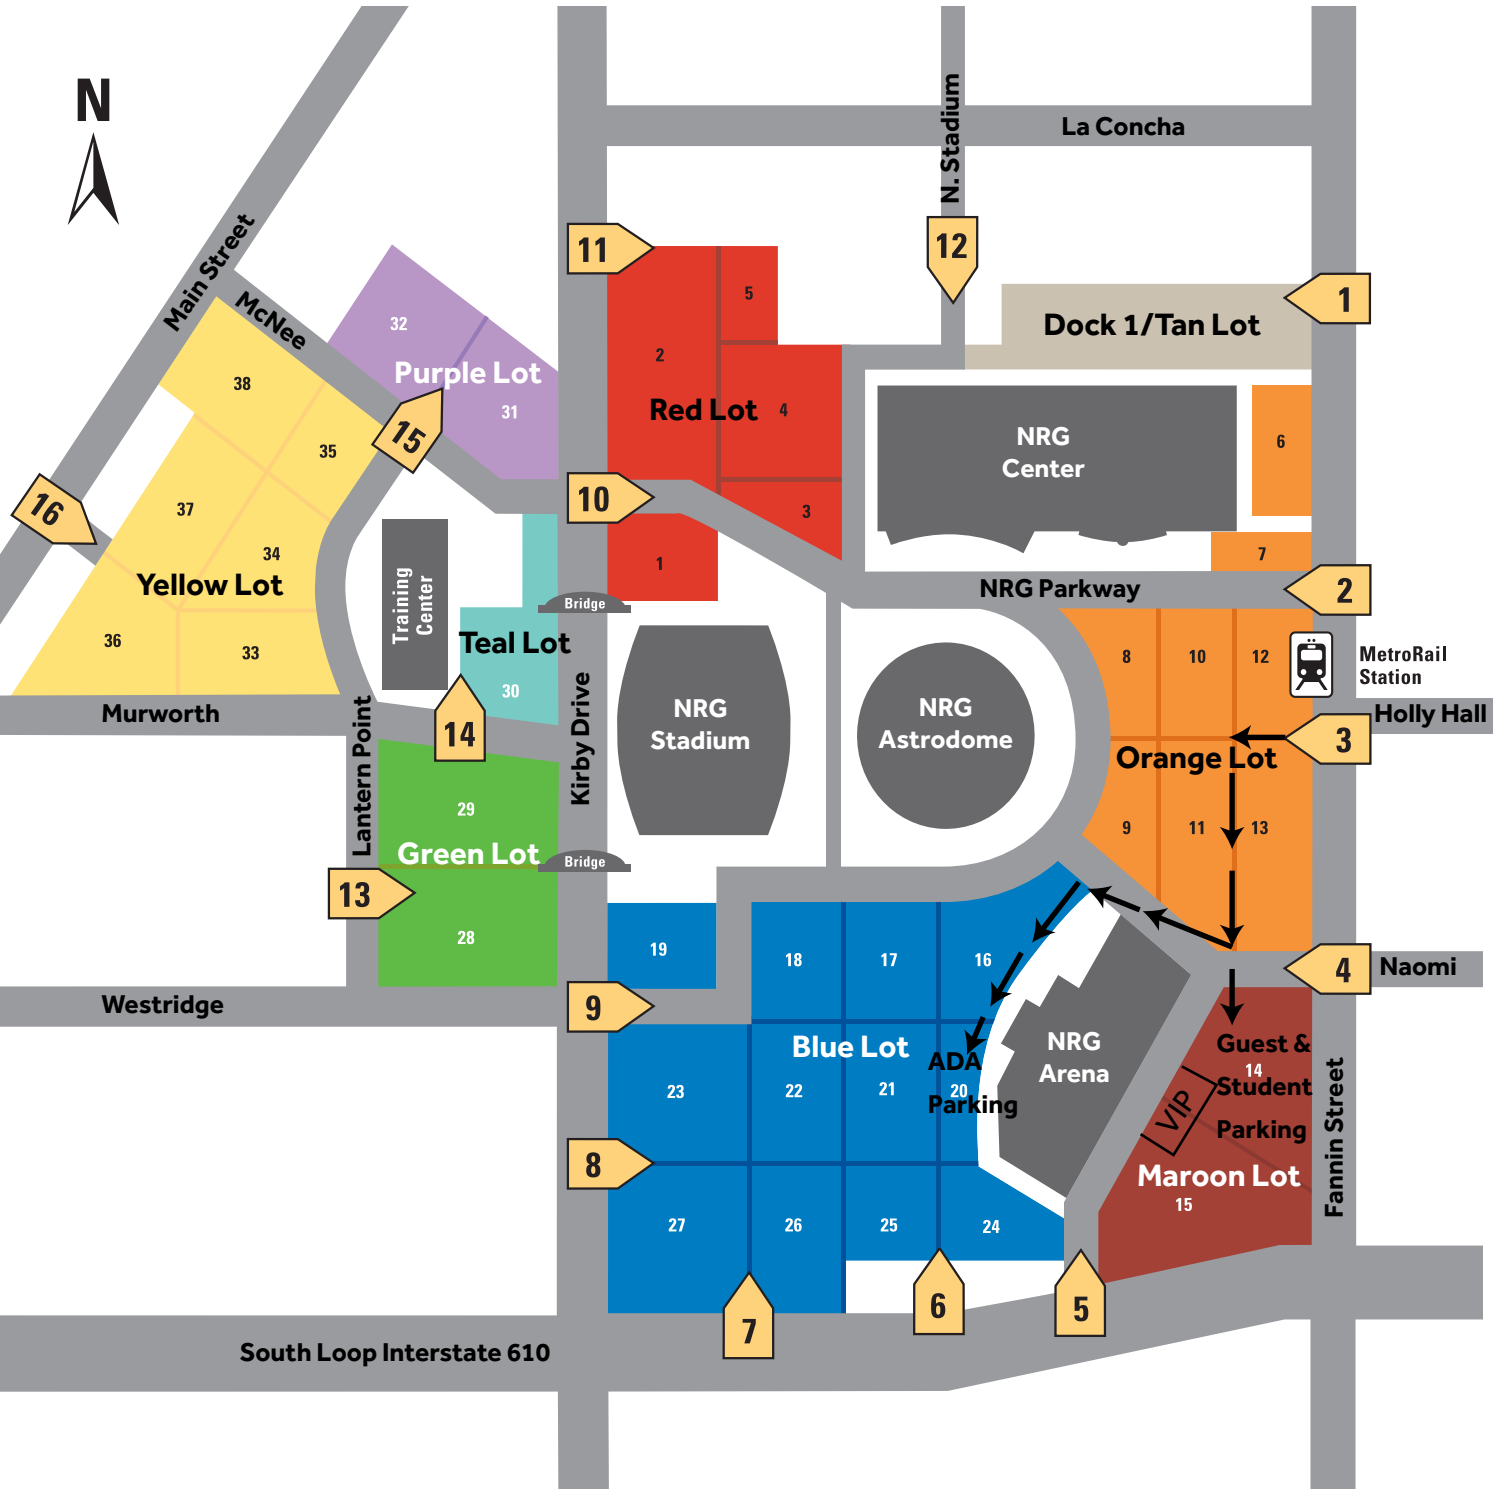 N
La Concha
N. Stadium
Main Street
McNee
11
12
1
5
32
2
Dock 1/Tan Lot
38
Purple Lot
31
Red Lot
4
15
35
NRG
Center
6
16
37
10
3
34
7
1
Yellow Lot
Training
Center
Bridge
NRG Parkway
2
36
33
Teal Lot
30
8
10
12
MetroRail
Station
Murworth
14
Lantern Point
Kirby Drive
NRG
Stadium
NRG
Astrodome
Holly Hall
3
Orange Lot
29
9
11
13
Green Lot
Bridge
13
28
19
18
17
16
4
Naomi
Westridge
9
Blue Lot
ADA
Parking
NRG
Arena
Guest &
14
Student
Parking
VIP
Fannin Street
23
22
21
20
8
Maroon Lot
15
27
26
25
24
7
6
5
South Loop Interstate 610